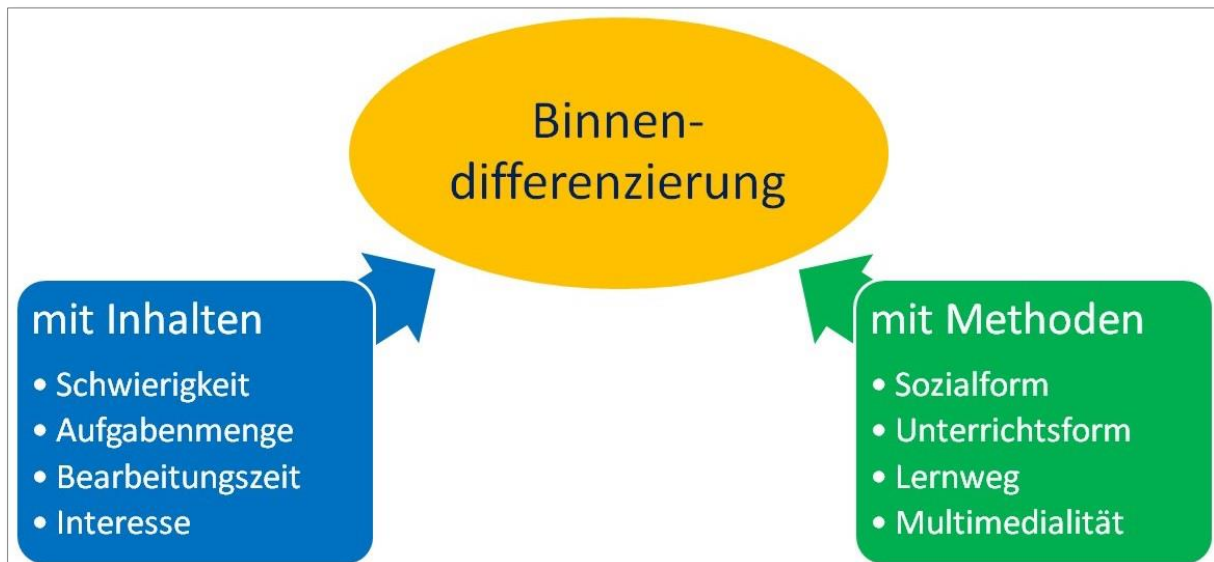 Binnen-
differenzierung
mit Inhalten
• Schwierigkeit
• Aufgabenmenge
• Bearbeitungszeit
• Interesse
mit Methoden
• Sozialform
• Unterrichtsform
• Lernweg
• Multimedialität